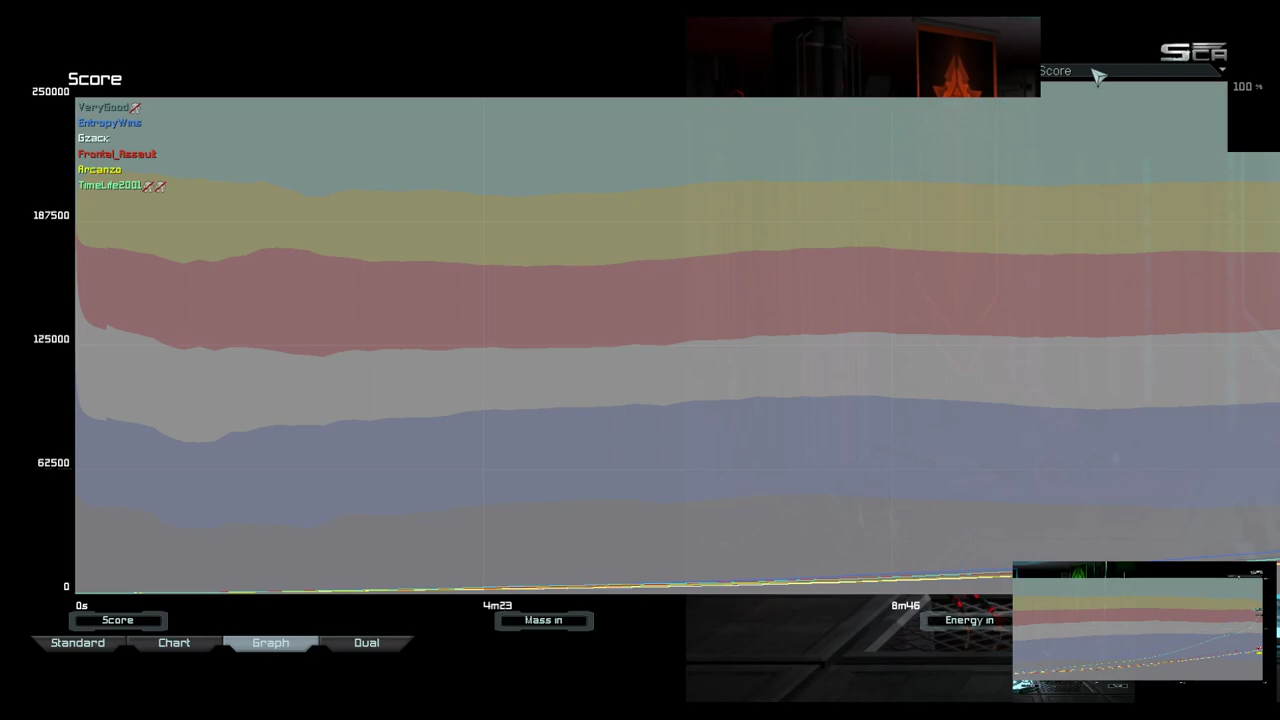 SCA
Score
Score
100 %
250000
VeryGood
EntropyWins
Gzack
Frontal_Assault
Arcanzo
TimeLife2001
187500
125000
62500
0
0s
4m23
8m46
Score
Mass in
Energy in
Standard
Chart
Graph
Dual